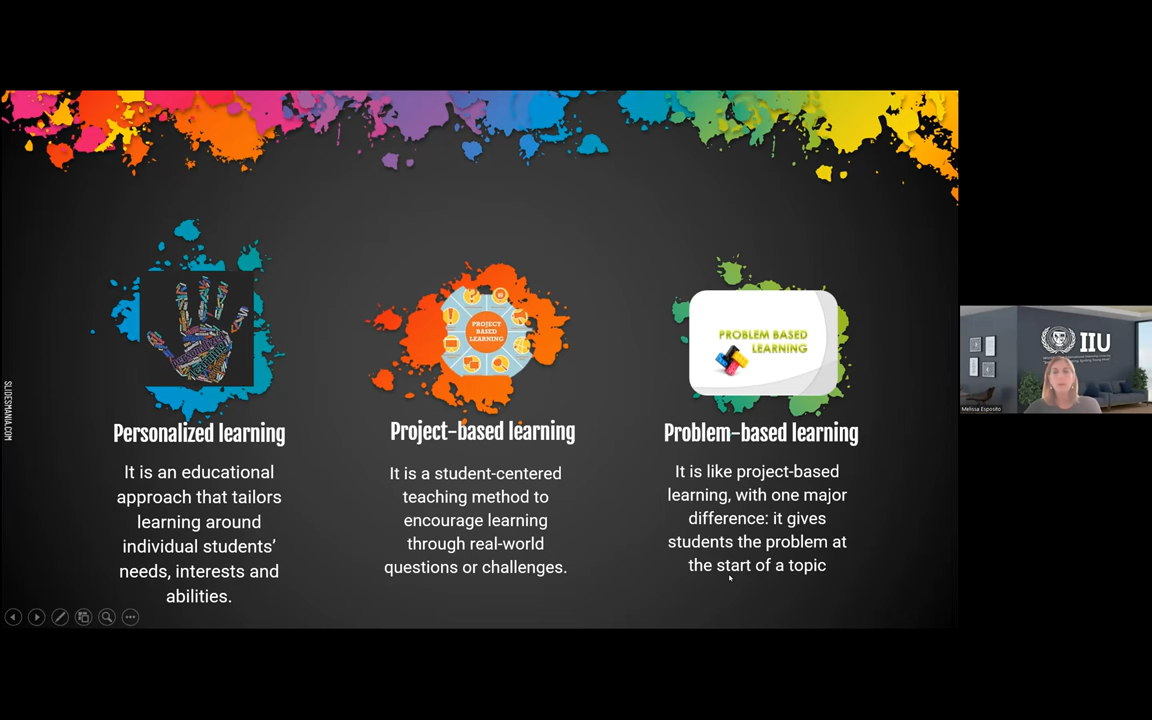 PROJECT
BASED
LEARNING
PROBLEM BASED
LEARNING
Personalized learning
It is an educational
approach that tailors
learning around
individual students’
needs, interests and
abilities.
Project-based learning
It is a student-centered
teaching method to
encourage learning
through real-world
questions or challenges.
Problem-based learning
It is like project-based
learning, with one major
difference: it gives
students the problem at
the start of a topic
SLIDESMANIA.COM
IIU
Melissa Esposito